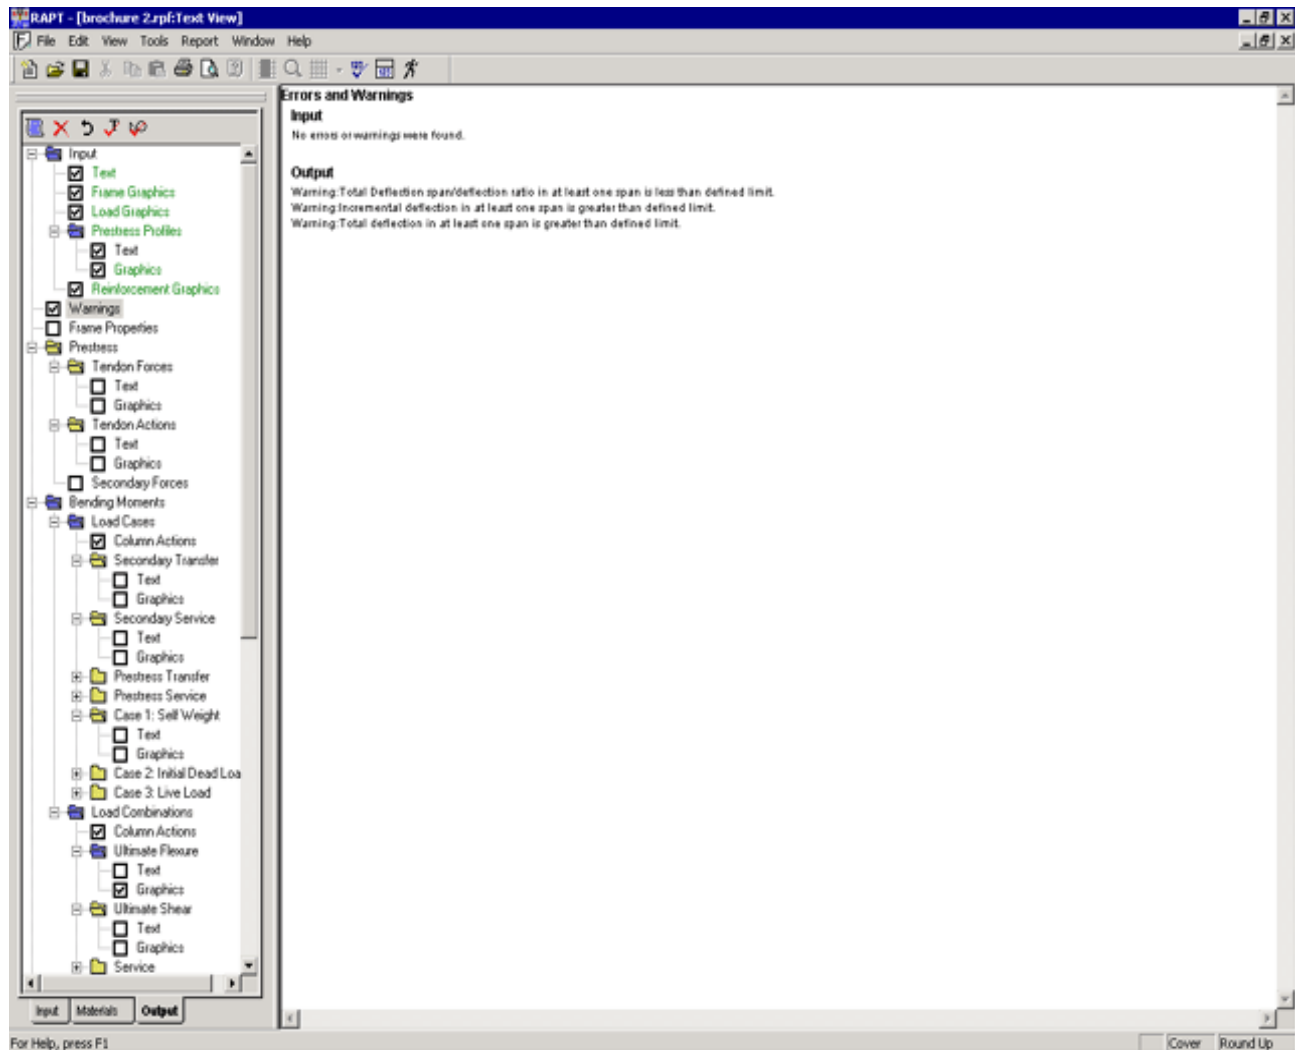 RAPT - [brochure 2.rpf:Text View]
File Edit View Tools Report Window Help
Input
Text
Frame Graphics
Load Graphics
Prestress Profiles
Text
Graphics
Reinforcement Graphics
Warnings
Frame Properties
Prestress
Tendon Forces
Text
Graphics
Tendon Actions
Text
Graphics
Secondary Forces
Bending Moments
Load Cases
Column Actions
Secondary Transfer
Text
Graphics
Secondary Service
Text
Graphics
Prestress Transfer
Prestress Service
Case 1: Self Weight
Text
Graphics
Case 2: Initial Dead Loa
Case 3: Live Load
Load Combinations
Column Actions
Ultimate Flexure
Text
Graphics
Ultimate Shear
Text
Graphics
Service
Input Materials Output
Errors and Warnings
Input
No errors or warnings were found.
Output
Warning:Total Deflection span/deflection ratio in at least one span is less than defined limit.
Warning:Incremental deflection in at least one span is greater than defined limit.
Warning:Total deflection in at least one span is greater than defined limit.
For Help, press F1
Cover Round Up